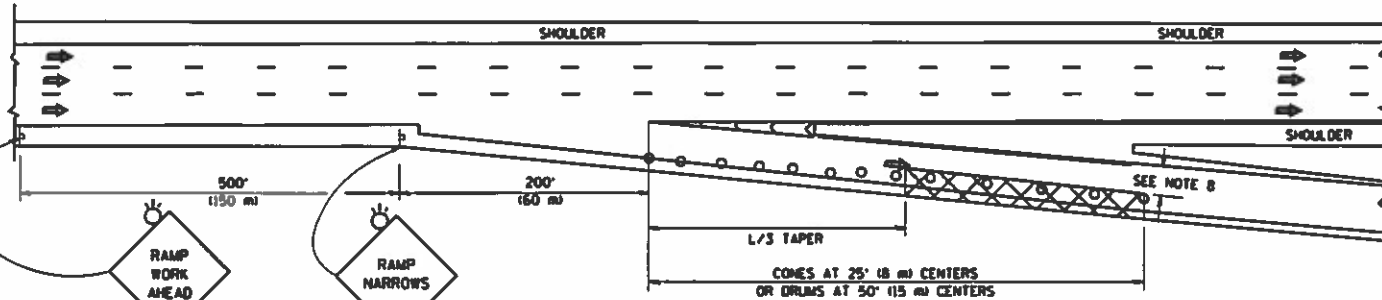 SHOULDER
SHOULDER
SHOULDER
SEE NOTE 8
500'
(150 m)
200'
(60 m)
L/3 TAPER
RAMP
WORK
AHEAD
RAMP
NARROWS
CONES AT 25' (8 m) CENTERS
OR DRUMS AT 50' (15 m) CENTERS